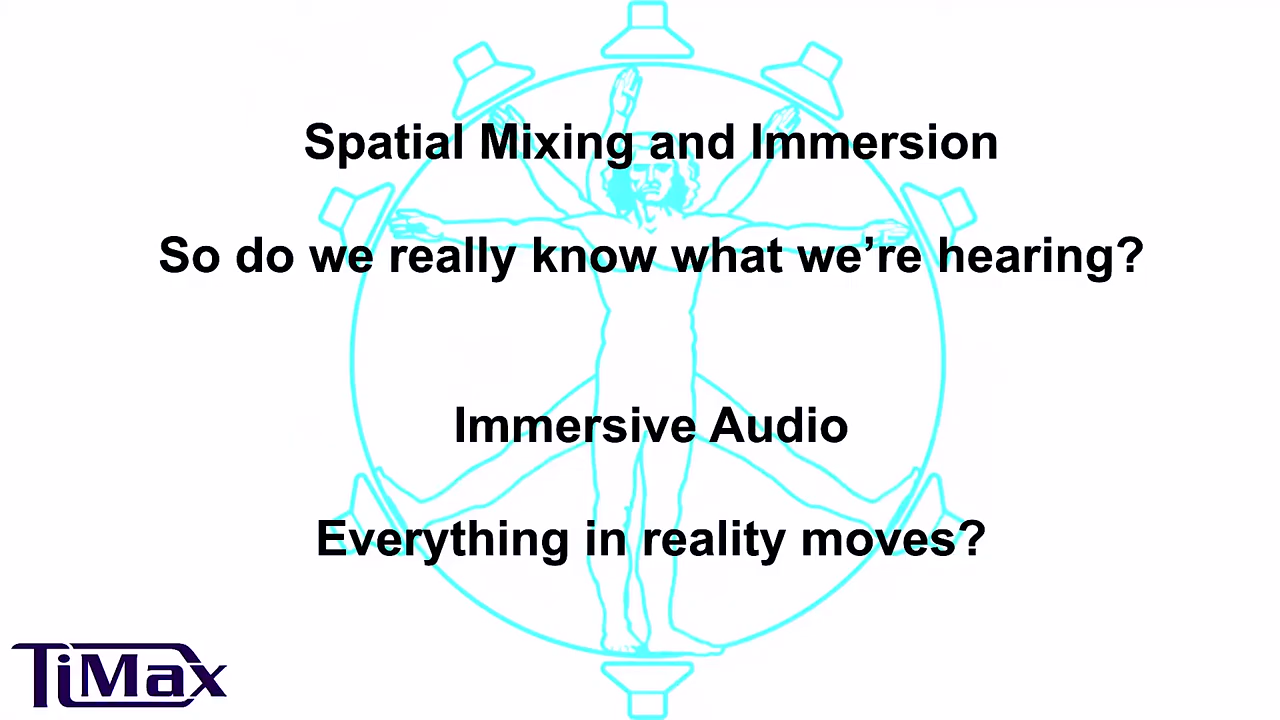 Spatial Mixing and Immersion
So do we really know what we’re hearing?
Immersive Audio
Everything in reality moves?
TiMax